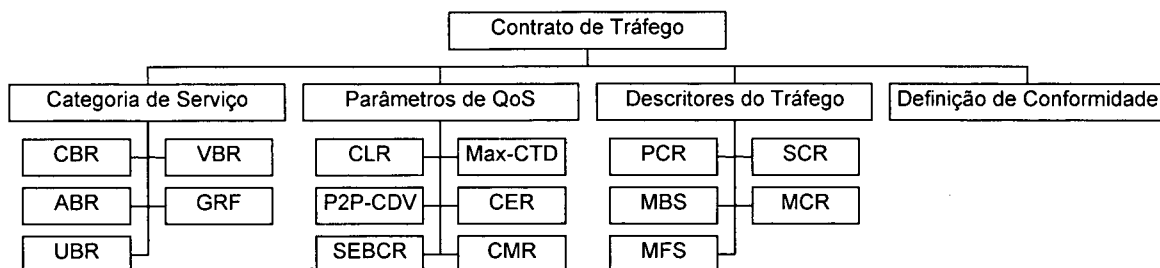 Contrato de Tráfego
Categoria de Serviço
Parâmetros de QoS
Descritores do Tráfego
Definição de Conformidade
CBR
VBR
CLR
Max-CTD
PCR
SCR
ABR
GRF
P2P-CDV
CER
MBS
MCR
UBR
SEBCR
CMR
MFS